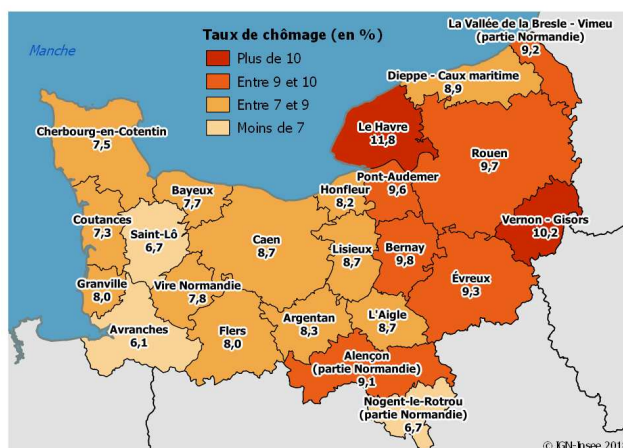 Manche
Taux de chômage (en %)
Plus de 10
Entre 9 et 10
Entre 7 et 9
Moins de 7
La Vallée de la Bresle - Vimeu
(partie Normandie)
9,2
Dieppe - Caux maritime
8,9
Cherbourg-en-Cotentin
7,5
Le Havre
11,8
Rouen
9,7
Pont-Audemer
9,6
Honfleur
8,2
Bayeux
7,7
Coutances
7,3
Saint-Lô
6,7
Caen
8,7
Lisieux
8,7
Bernay
9,8
Vernon - Gisors
10,2
Évreux
9,3
Granville
8,0
Vire Normandie
7,8
Avranches
6,1
Flers
8,0
Argentan
8,3
L'Aigle
8,7
Alençon
(partie Normandie)
9,1
Nogent-le-Rotrou
(partie Normandie)
6,7
© IGN-Insee